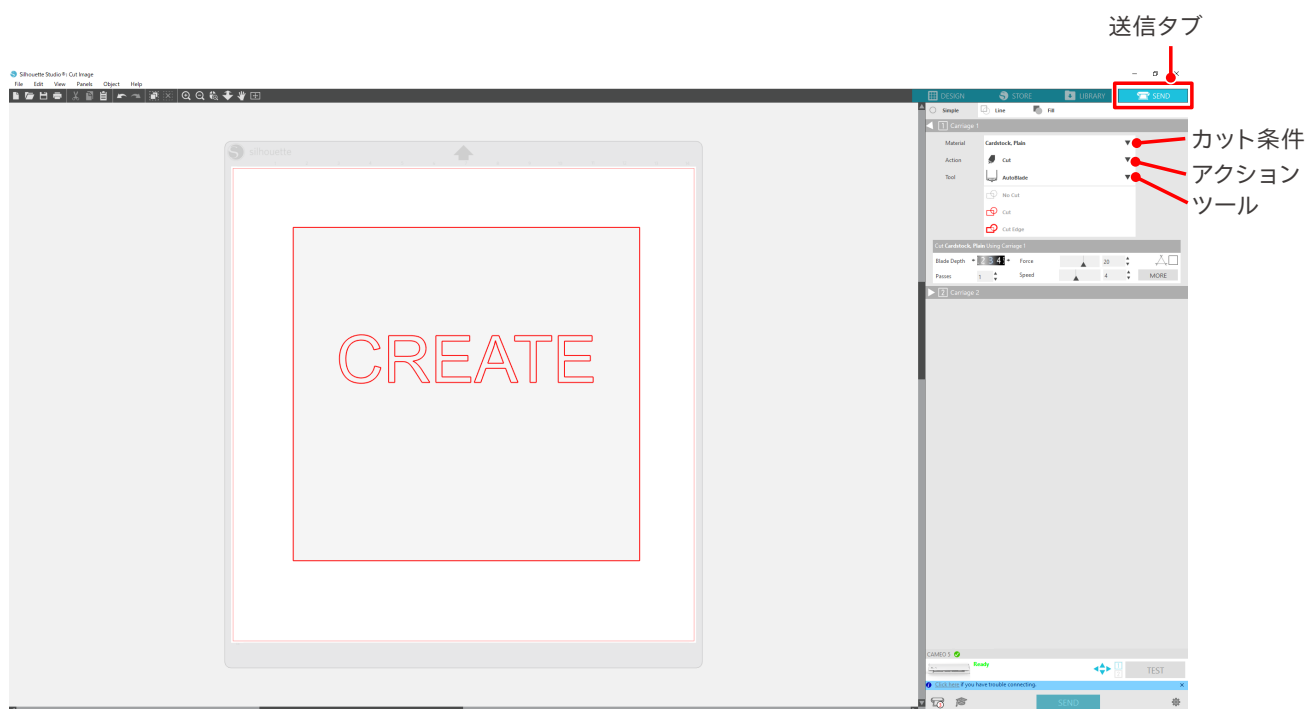 送信タブ
Silhouette Studio®: Cut Image
File Edit View Panels Object Help
DESIGN STORE LIBRARY SEND
Simple Line Fill
1 Carriage 1
カット条件
アクション
ツール
Material Cardstock, Plain
Action Cut
Tool AutoBlade
No Cut
Cut
Cut Edge
Cut Cardstock, Plain Using Carriage 1
Blade Depth 2 3 4 Force 20
Passes 1 Speed 4 MORE
2 Carriage 2
silhouette
CREATE
CAMEO 5
Ready
TEST
Click here if you have trouble connecting.
SEND